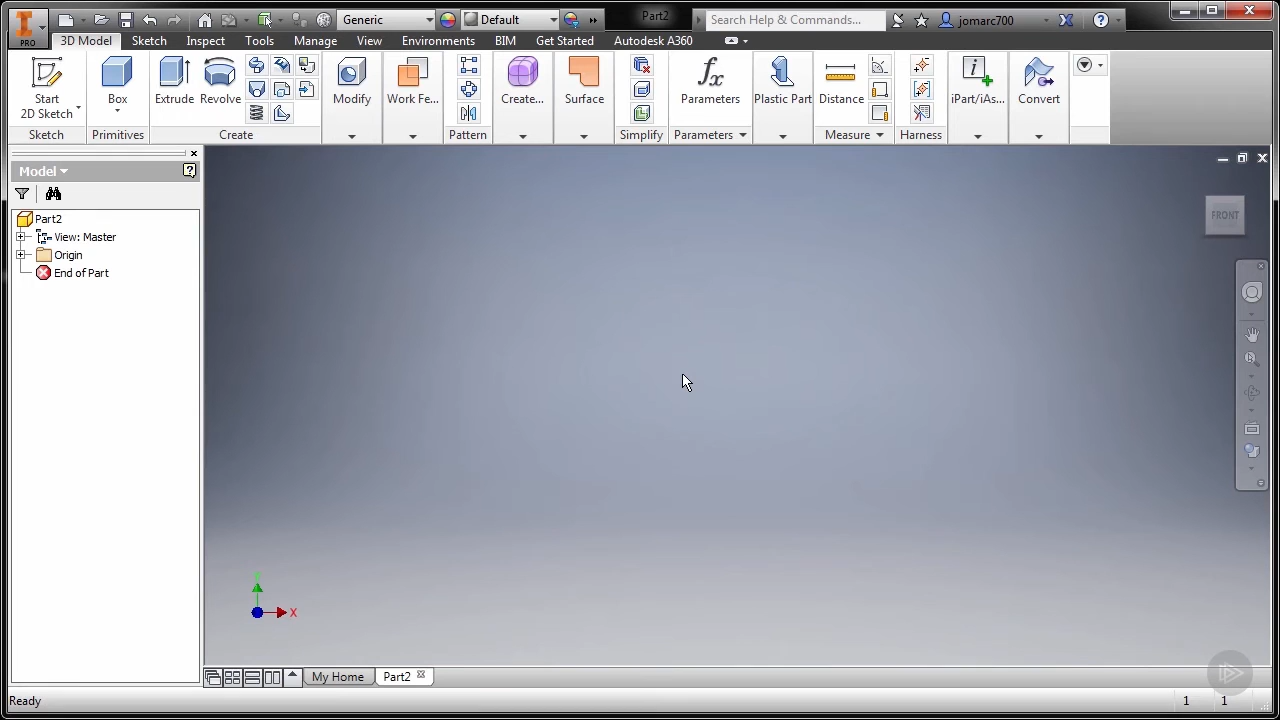 Generic
Default
Part2
Search Help & Commands...
jomarc700
PRO
3D Model
Sketch
Inspect
Tools
Manage
View
Environments
BIM
Get Started
Autodesk A360
Start
2D Sketch
Box
Extrude
Revolve
Modify
Work Fe...
Create...
Surface
Parameters
Plastic Part
Distance
iPart/iAs...
Convert
Sketch
Primitives
Create
Pattern
Simplify
Parameters
Measure
Harness
Model
Part2
View: Master
Origin
End of Part
FRONT
X
My Home
Part2
Ready
1
1